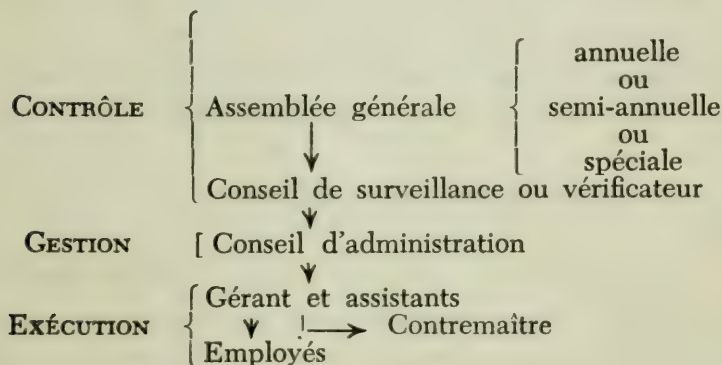 annuelle
ou
CONTRÔLE Assemblée générale semi-annuelle
ou
spéciale
Conseil de surveillance ou vérificateur
GESTION [ Conseil d'administration
Gérant et assistants
EXÉCUTION Contremaître
Employés